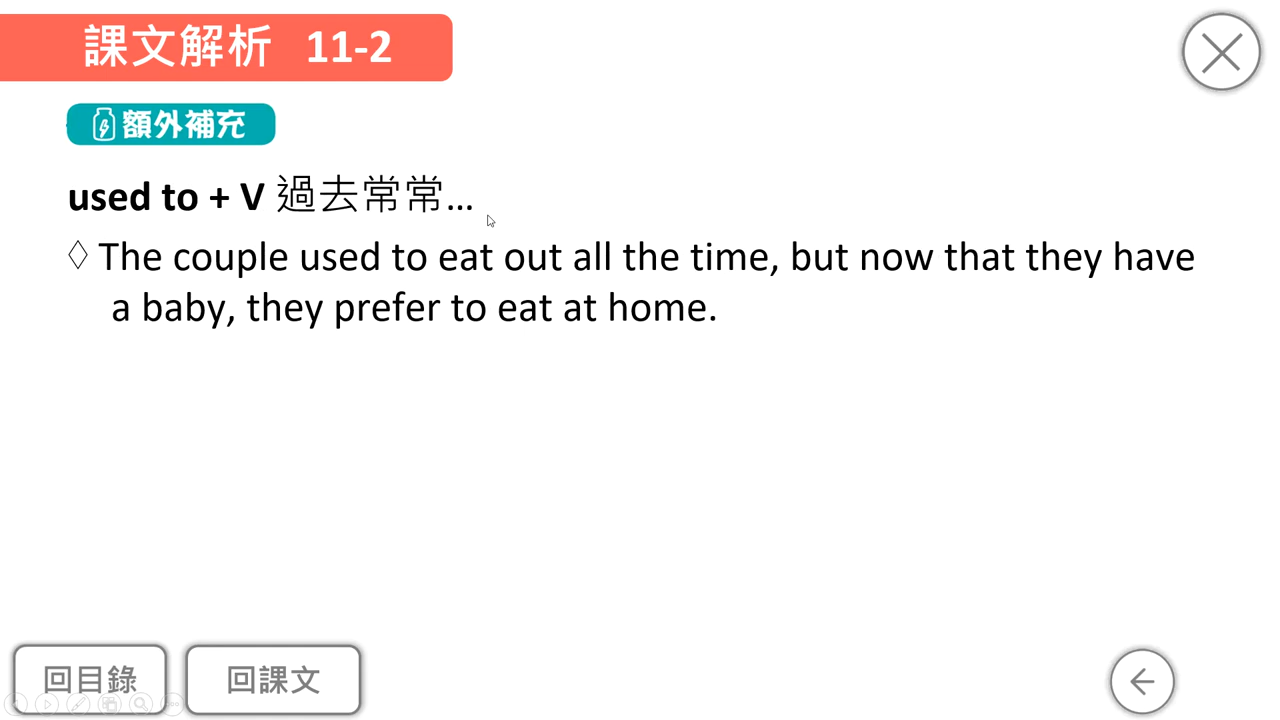 課文解析 11-2
額外補充
used to + V 過去常常…
◊ The couple used to eat out all the time, but now that they have
a baby, they prefer to eat at home.
回目錄
回課文